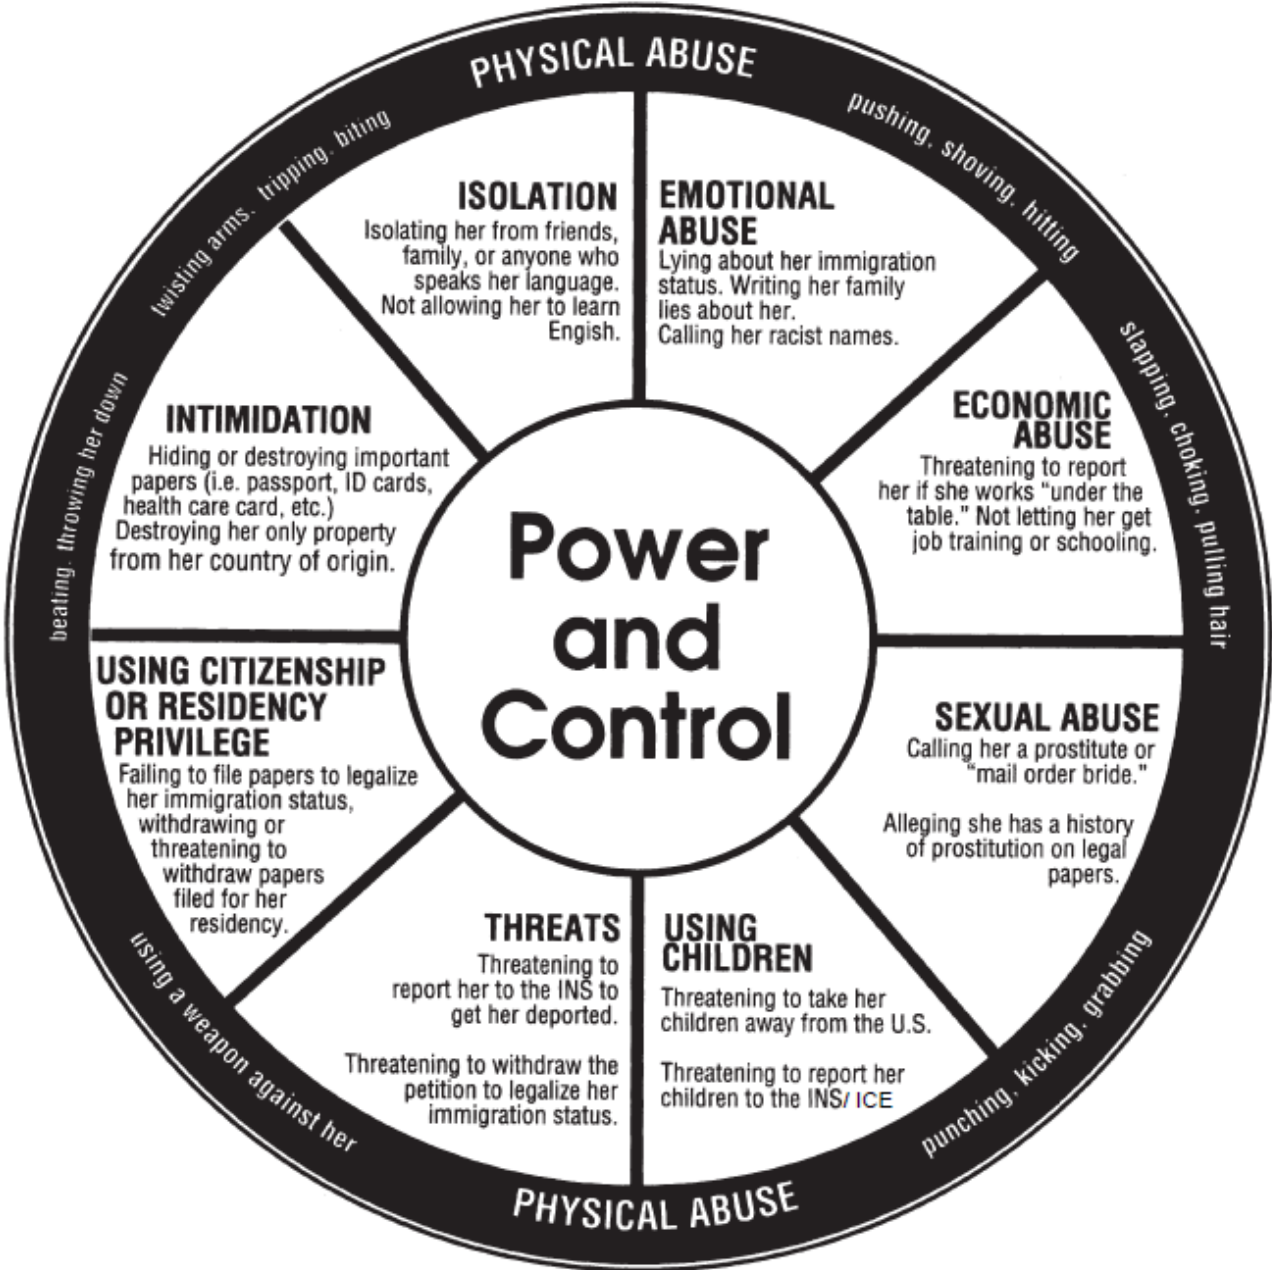 PHYSICAL ABUSE
pushing, shoving, hitting
slapping, choking, pulling hair
punching, kicking, grabbing
PHYSICAL ABUSE
using a weapon against her
beating, throwing her down
twisting arms, tripping, biting
Power
and
Control
ISOLATION
Isolating her from friends,
family, or anyone who
speaks her language.
Not allowing her to learn
Engish.
EMOTIONAL
ABUSE
Lying about her immigration
status. Writing her family
lies about her.
Calling her racist names.
ECONOMIC
ABUSE
Threatening to report
her if she works “under the
table.” Not letting her get
job training or schooling.
SEXUAL ABUSE
Calling her a prostitute or
“mail order bride.”
Alleging she has a history
of prostitution on legal
papers.
USING
CHILDREN
Threatening to take her
children away from the U.S.
Threatening to report her
children to the INS/ ICE
THREATS
Threatening to
report her to the INS to
get her deported.
Threatening to withdraw the
petition to legalize her
immigration status.
USING CITIZENSHIP
OR RESIDENCY
PRIVILEGE
Failing to file papers to legalize
her immigration status,
withdrawing or
threatening to
withdraw papers
filed for her
residency.
INTIMIDATION
Hiding or destroying important
papers (i.e. passport, ID cards,
health care card, etc.)
Destroying her only property
from her country of origin.